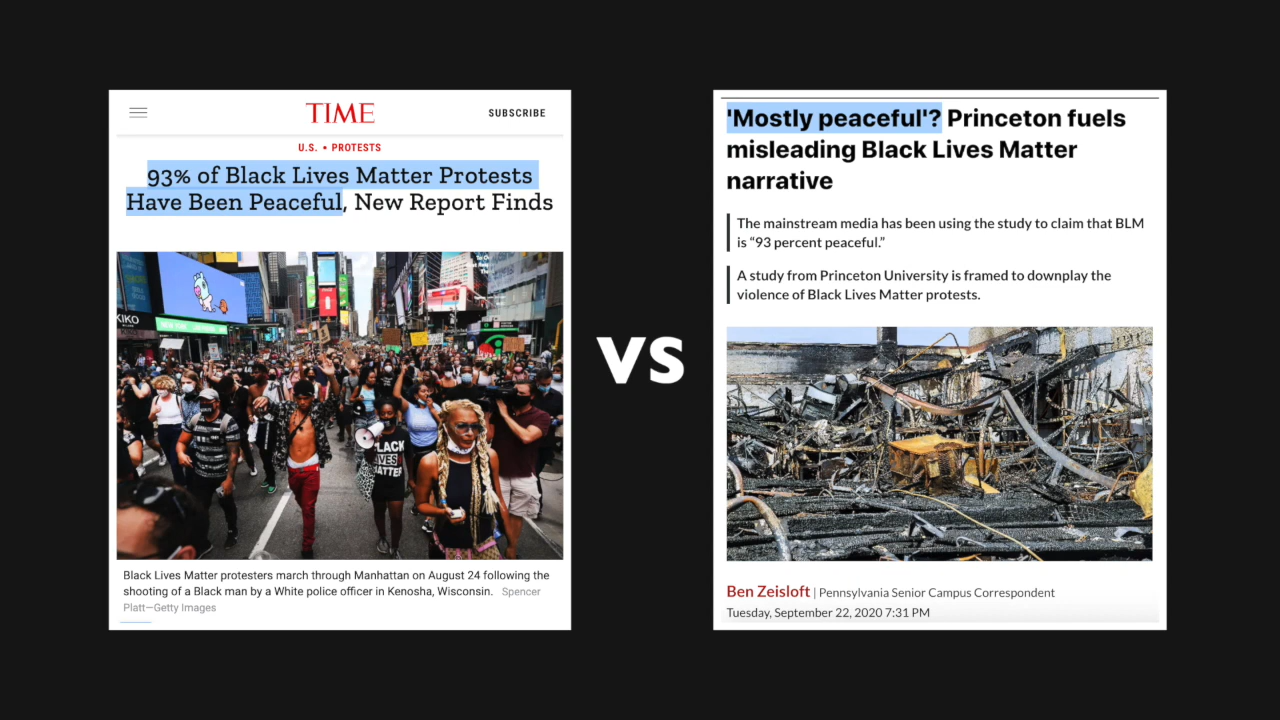 TIME
SUBSCRIBE
U.S. • PROTESTS
93% of Black Lives Matter Protests
Have Been Peaceful, New Report Finds
KIKO
BLACK
LIVES
MATTER
Black Lives Matter protesters march through Manhattan on August 24 following the
shooting of a Black man by a White police officer in Kenosha, Wisconsin. Spencer
Platt—Getty Images
VS
'Mostly peaceful'? Princeton fuels
misleading Black Lives Matter
narrative
The mainstream media has been using the study to claim that BLM
is “93 percent peaceful.”
A study from Princeton University is framed to downplay the
violence of Black Lives Matter protests.
Ben Zeisloft | Pennsylvania Senior Campus Correspondent
Tuesday, September 22, 2020 7:31 PM